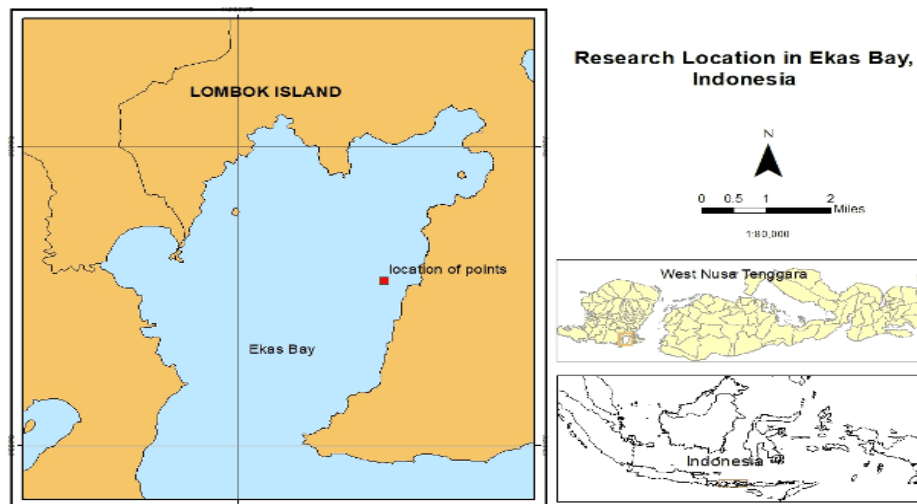 LOMBOK ISLAND
location of points
Ekas Bay
Research Location in Ekas Bay,
Indonesia
N
0 0.5 1 2
Miles
1:80,000
West Nusa Tenggara
Indonesia